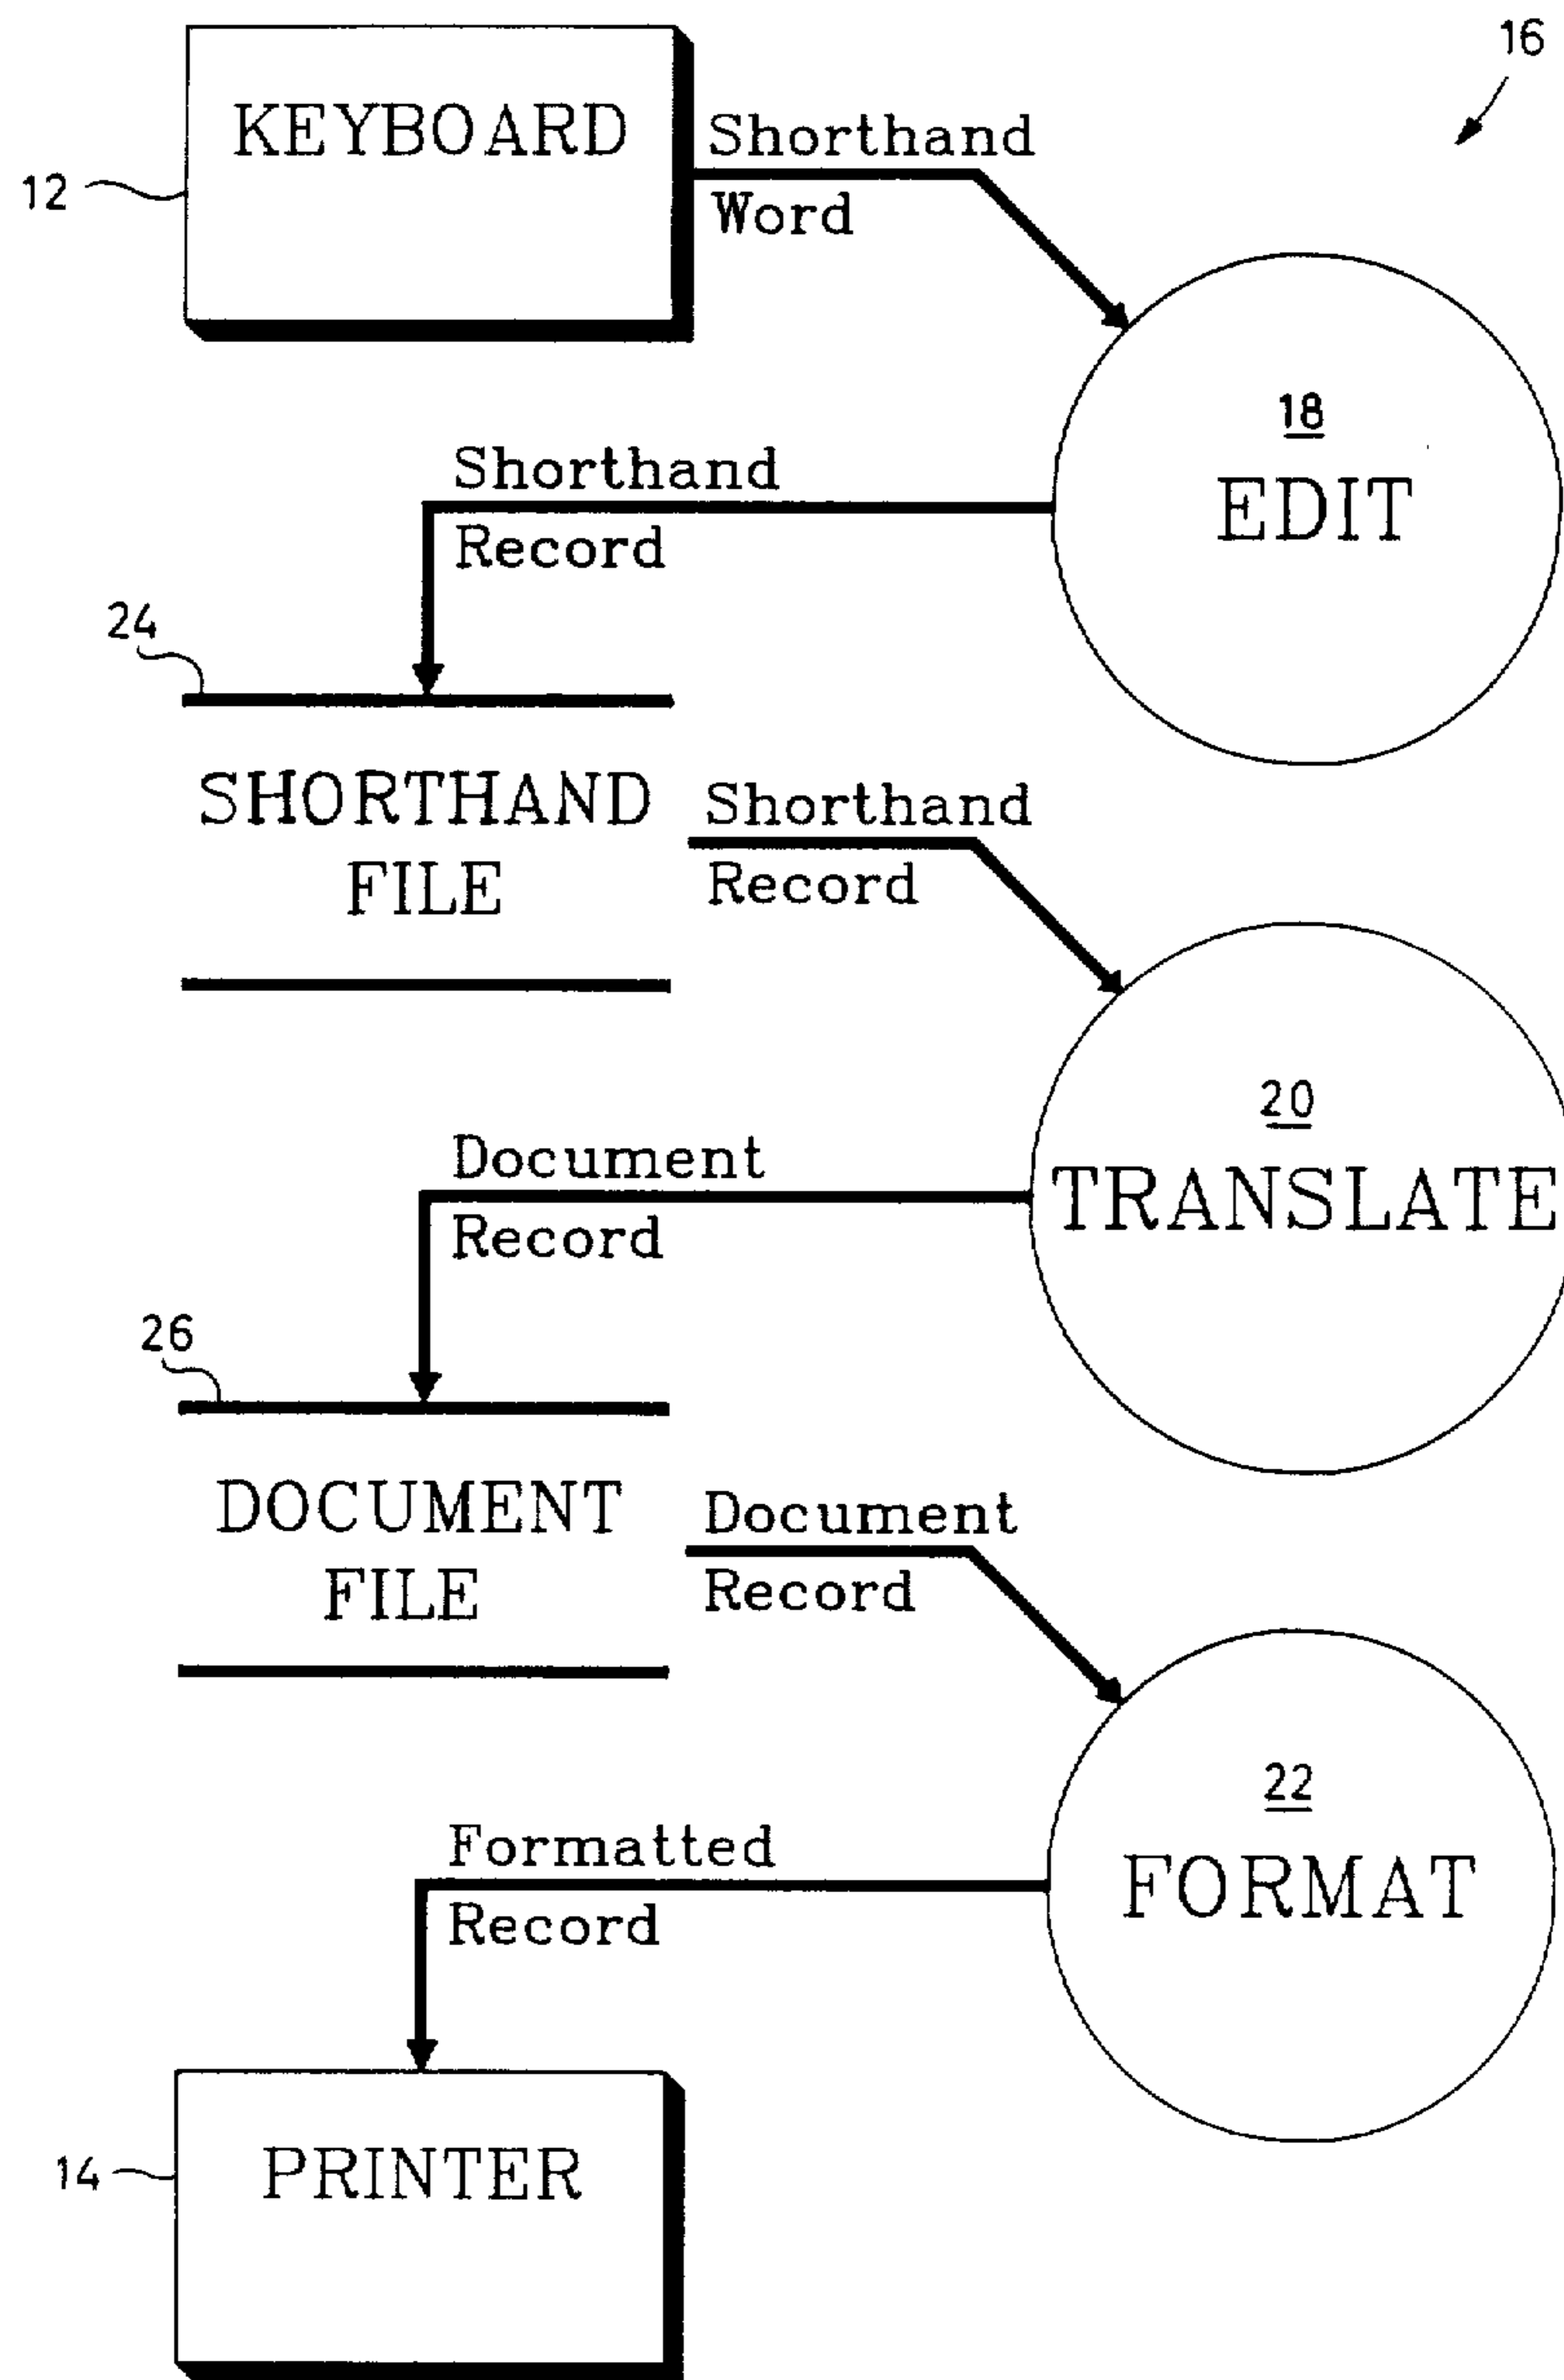 16
KEYBOARD
12
Shorthand
Word
18
EDIT
Shorthand
Record
24
SHORTHAND
FILE
Shorthand
Record
20
TRANSLATE
Document
Record
26
DOCUMENT
FILE
Document
Record
22
FORMAT
Formatted
Record
14
PRINTER